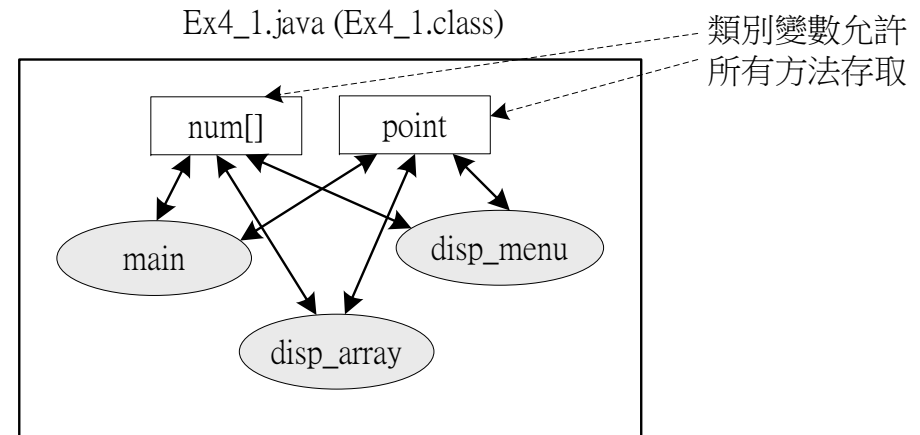 Ex4_1.java (Ex4_1.class)
類別變數允許
所有方法存取
num[]
point
main
disp_menu
disp_array